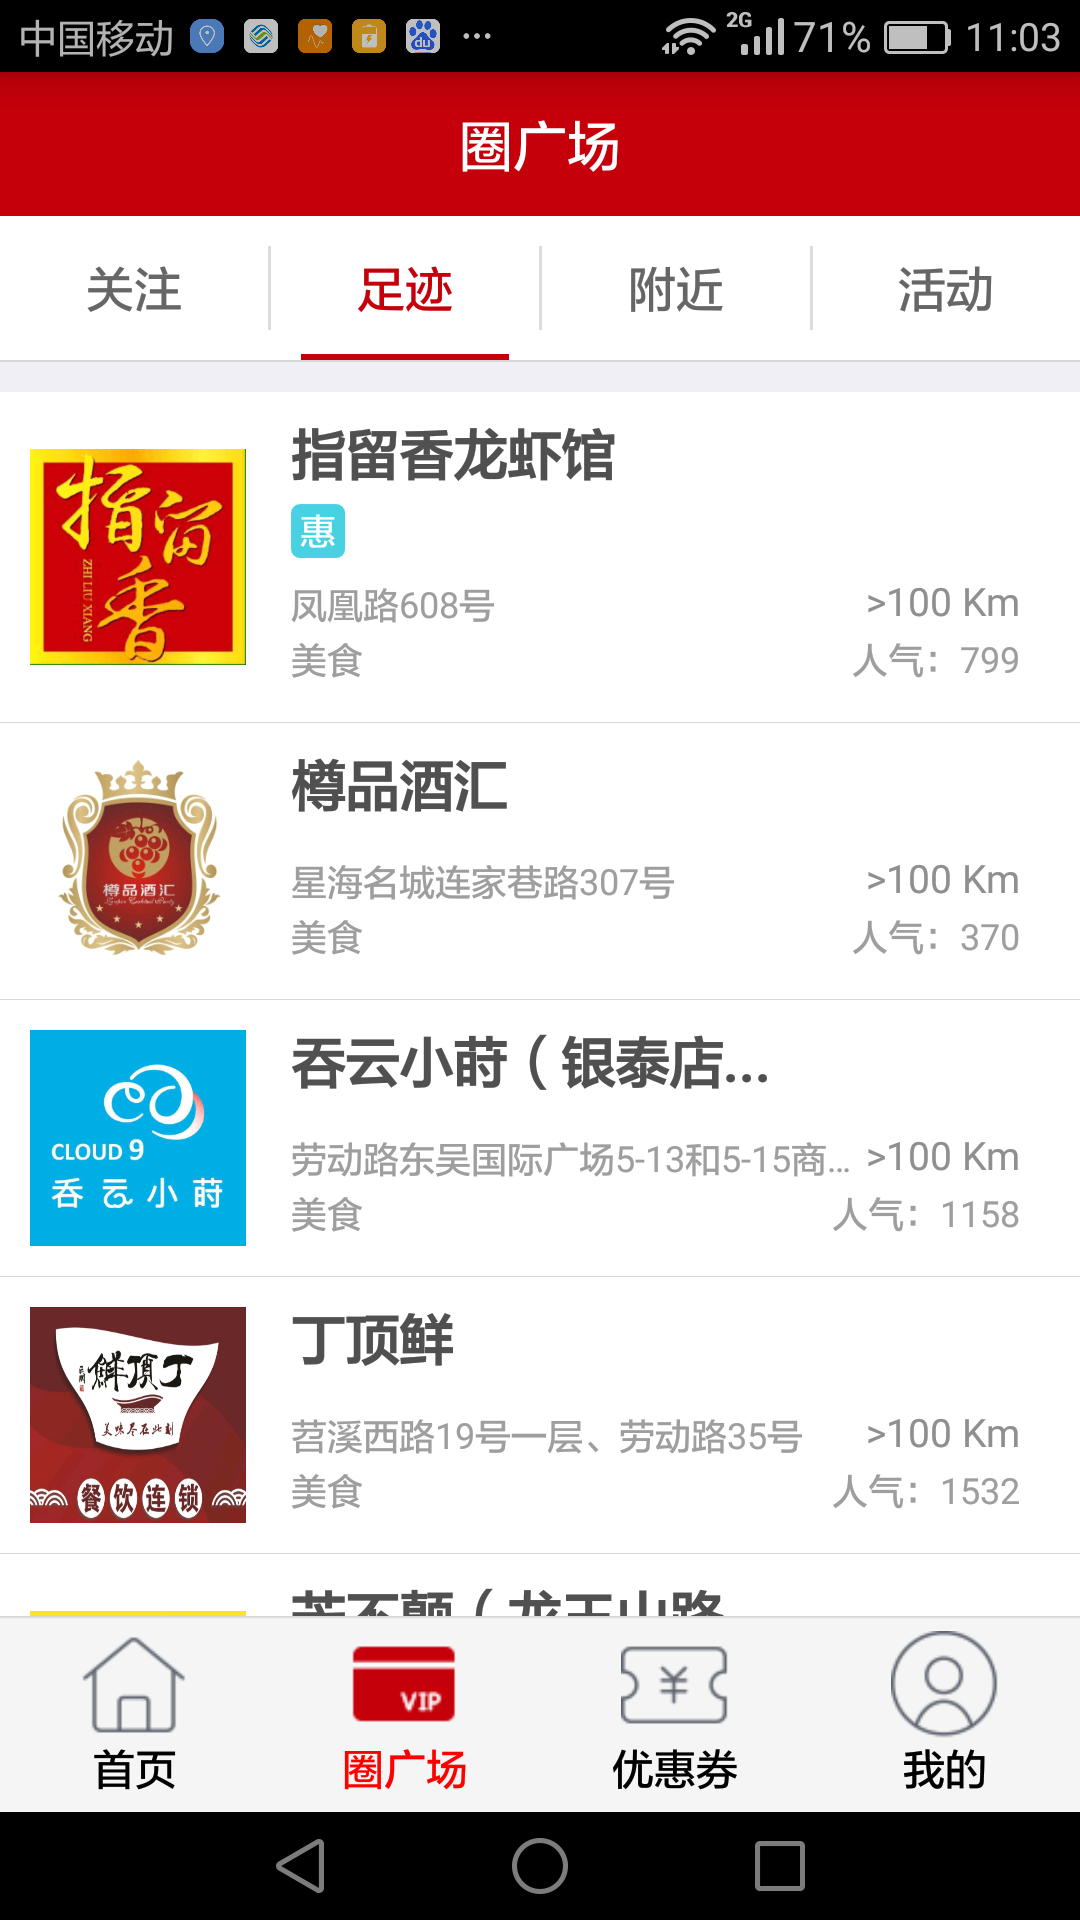 中国移动 du ... 2G 71% 11:03
圈广场
关注 足迹 附近 活动
指留香
ZHI LIU XIANG
指留香龙虾馆
惠
凤凰路608号 >100 Km
美食 人气：799
樽品酒汇
樽品酒汇
星海名城连家巷路307号 >100 Km
美食 人气：370
CLOUD 9
吞云小莳
吞云小莳（银泰店...
劳动路东吴国际广场5-13和5-15商... >100 Km
美食 人气：1158
鲜頂丁
美味尽在此刻
餐饮连锁
丁顶鲜
苕溪西路19号一层、劳动路35号 >100 Km
美食 人气：1532
VIP
首页 圈广场 优惠券 我的